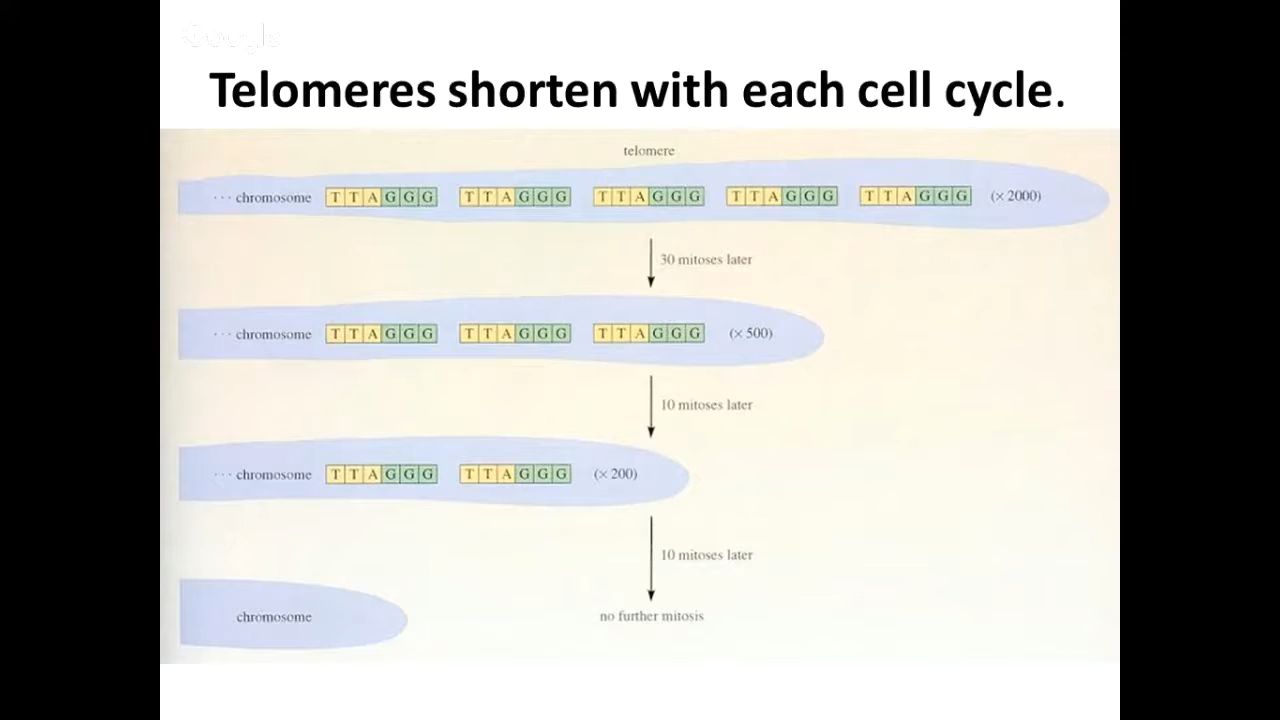 Google
Telomeres shorten with each cell cycle.
telomere
··· chromosome TTAGGG TTAGGG TTAGGG TTAGGG TTAGGG (× 2000)
30 mitoses later
··· chromosome TTAGGG TTAGGG TTAGGG (× 500)
10 mitoses later
··· chromosome TTAGGG TTAGGG (× 200)
10 mitoses later
chromosome no further mitosis